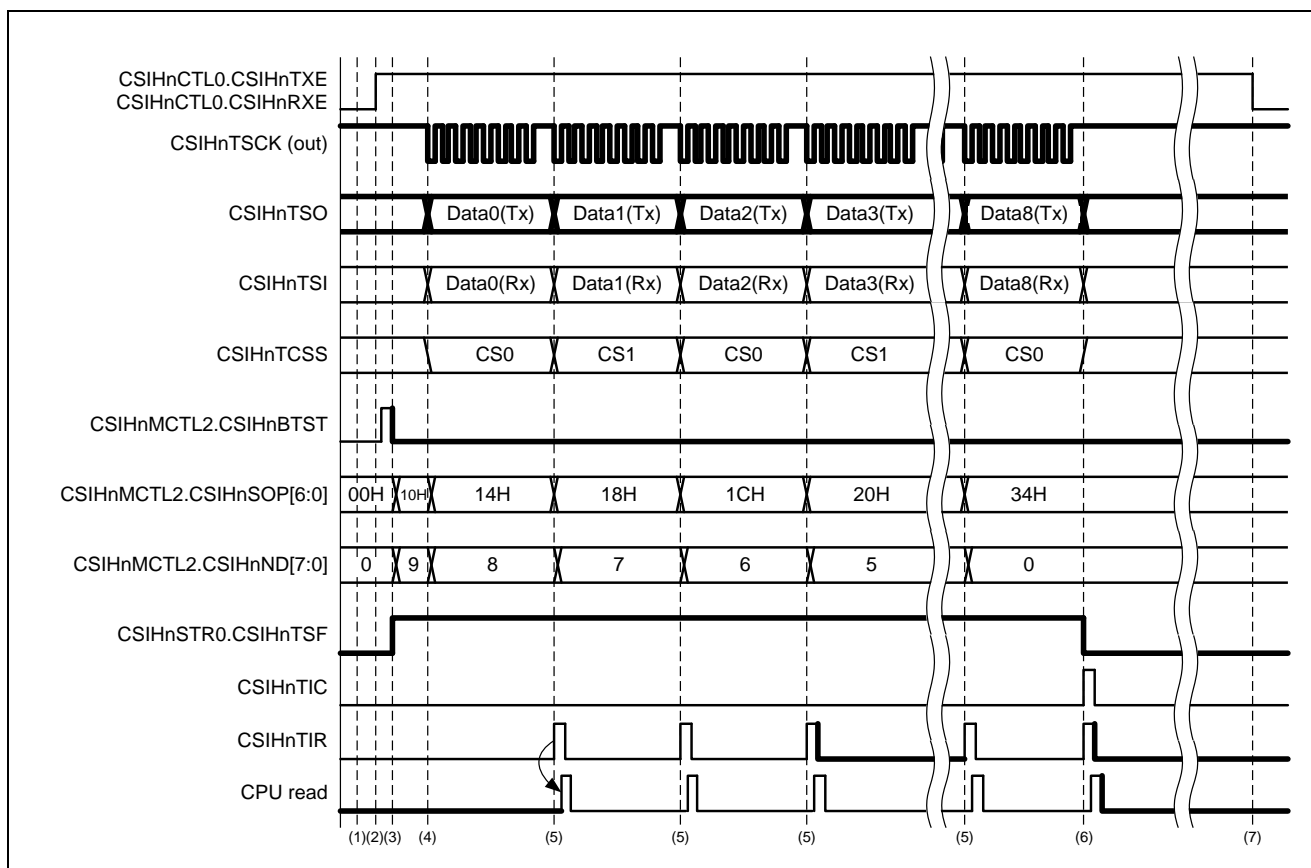 CSIHnCTL0.CSIHnTXE
CSIHnCTL0.CSIHnRXE
CSIHnTSCK (out)
CSIHnTSO Data0(Tx) Data1(Tx) Data2(Tx) Data3(Tx) Data8(Tx)
CSIHnTSI Data0(Rx) Data1(Rx) Data2(Rx) Data3(Rx) Data8(Rx)
CSIHnTCSS CS0 CS1 CS0 CS1 CS0
CSIHnMCTL2.CSIHnBTST
CSIHnMCTL2.CSIHnSOP[6:0] 00H 10H 14H 18H 1CH 20H 34H
CSIHnMCTL2.CSIHnND[7:0] 0 9 8 7 6 5 0
CSIHnSTR0.CSIHnTSF
CSIHnTIC
CSIHnTIR
CPU read
(1) (2) (3) (4) (5) (5) (5) (5) (6) (7)